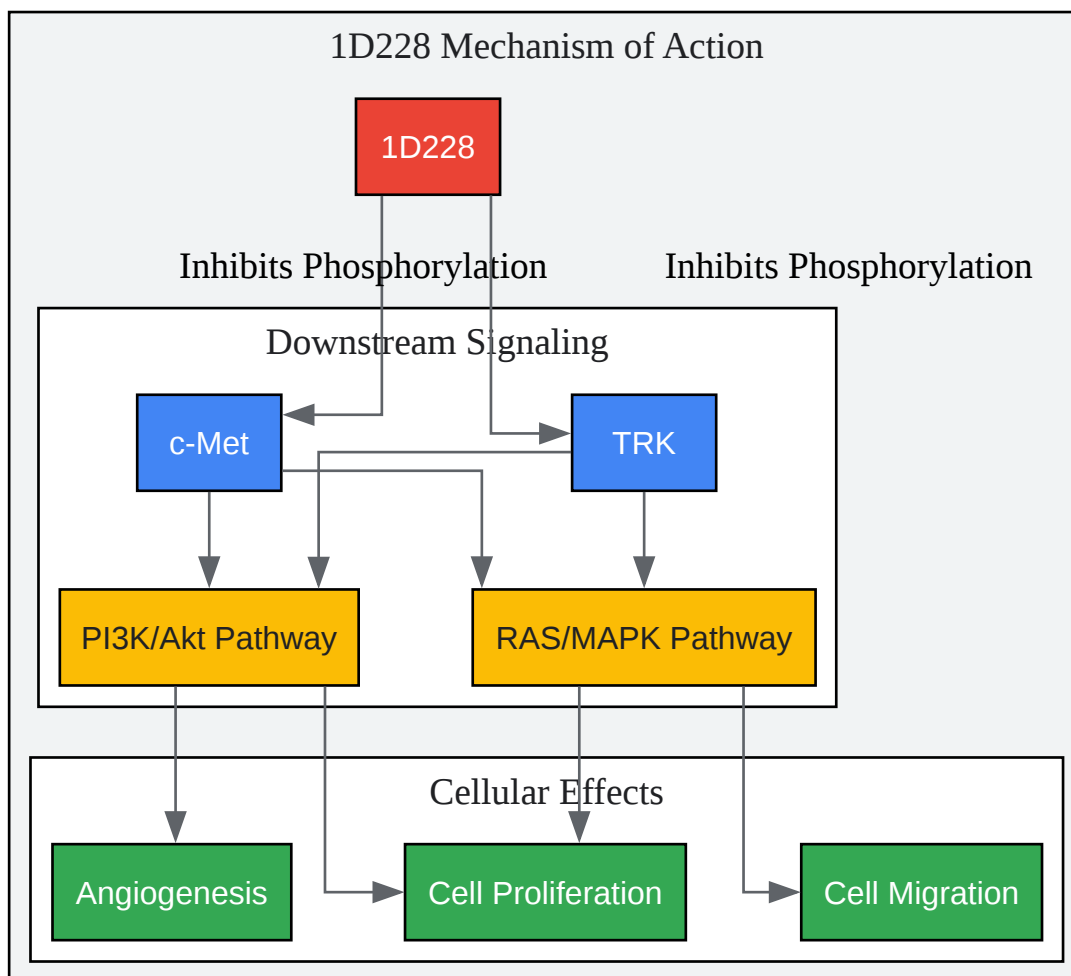 1D228 Mechanism of Action
1D228
Inhibits Phosphorylation
Inhibits Phosphorylation
Downstream Signaling
c-Met
TRK
PI3K/Akt Pathway
RAS/MAPK Pathway
Cellular Effects
Angiogenesis
Cell Proliferation
Cell Migration